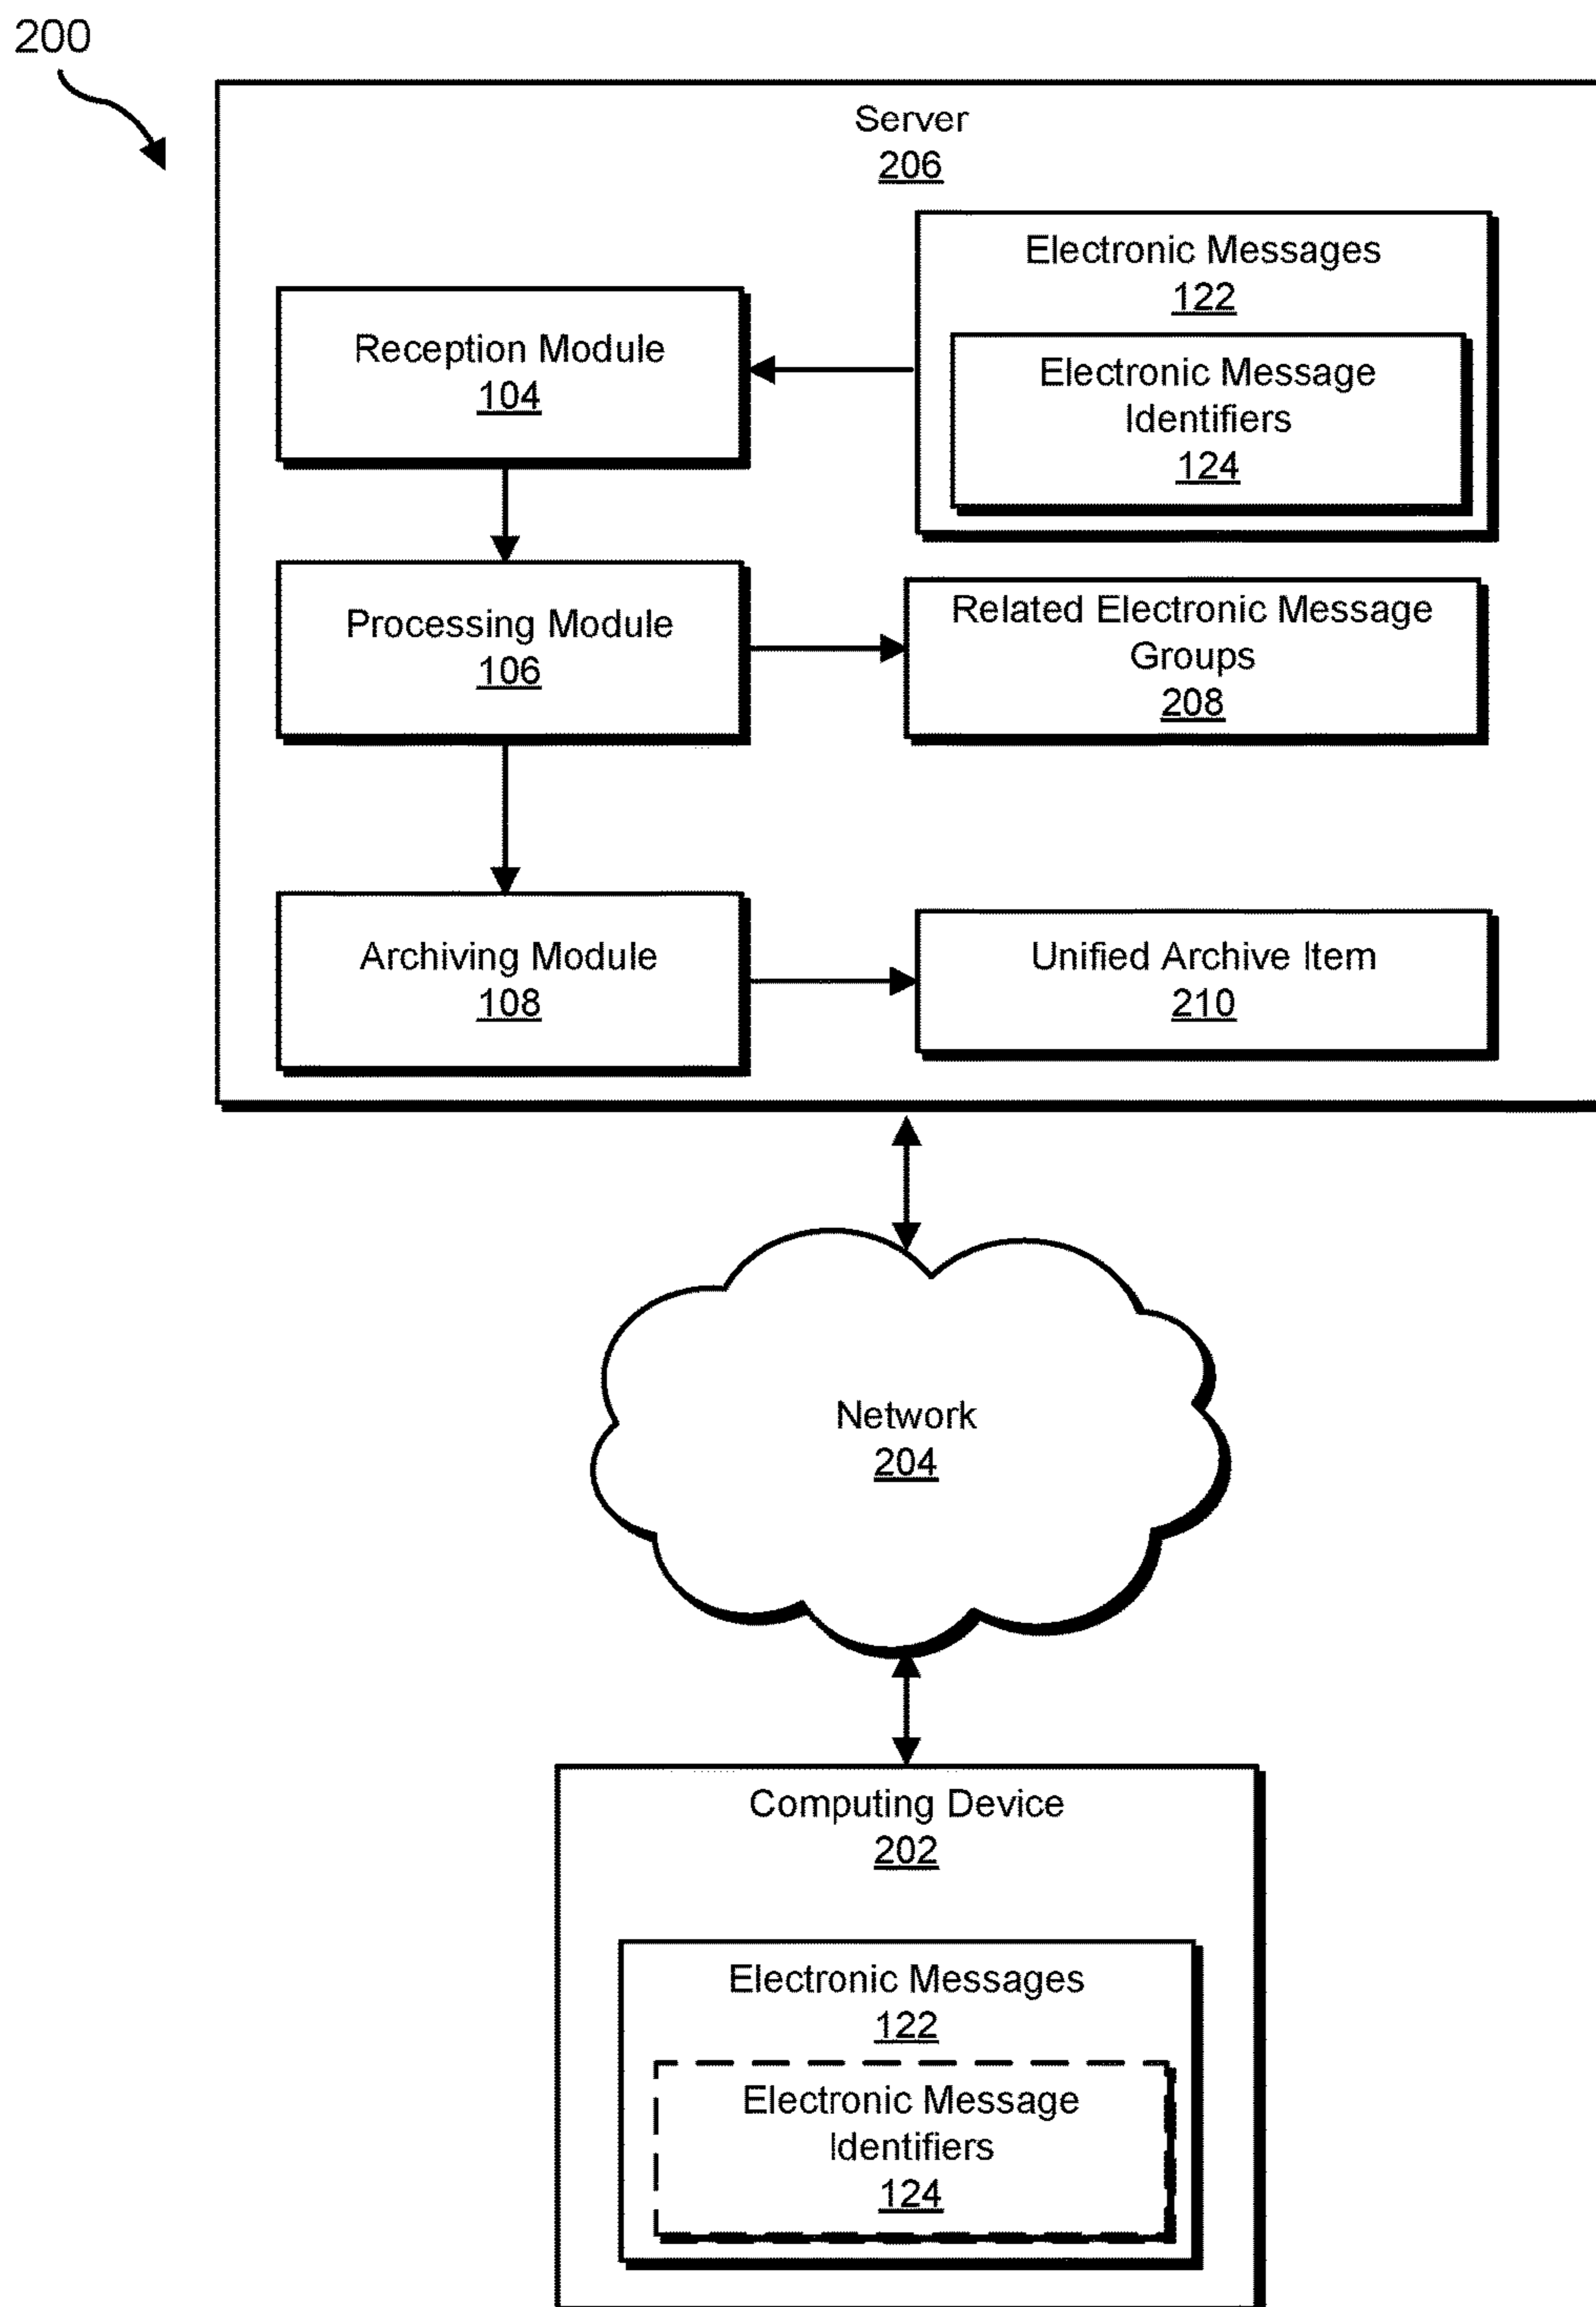 200
Server
206
Electronic Messages
122
Electronic Message
Identifiers
124
Reception Module
104
Processing Module
106
Related Electronic Message
Groups
208
Archiving Module
108
Unified Archive Item
210
Network
204
Computing Device
202
Electronic Messages
122
Electronic Message
Identifiers
124